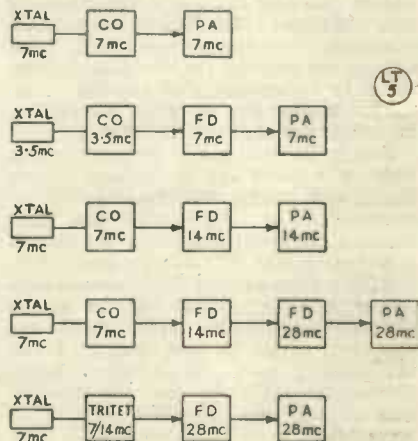 XTAL
7mc
CO
7mc
PA
7mc
LT
5
XTAL
3·5mc
CO
3·5mc
FD
7mc
PA
7mc
XTAL
7mc
CO
7mc
FD
14mc
PA
14mc
XTAL
7mc
CO
7mc
FD
14mc
FD
28mc
PA
28mc
XTAL
7mc
TRITET
7/14mc
FD
28mc
PA
28mc